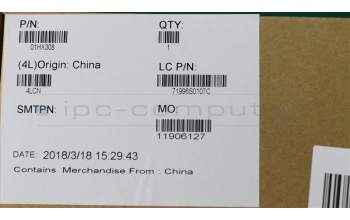 P/N:
QTY:
01HX308
1
(4L)Origin: China
LC P/N:
4LCN
71996S0107C
SMTPN:
MO:
11906127
DATE: 2018/3/18 15:29:43
Contains Merchandise From : China